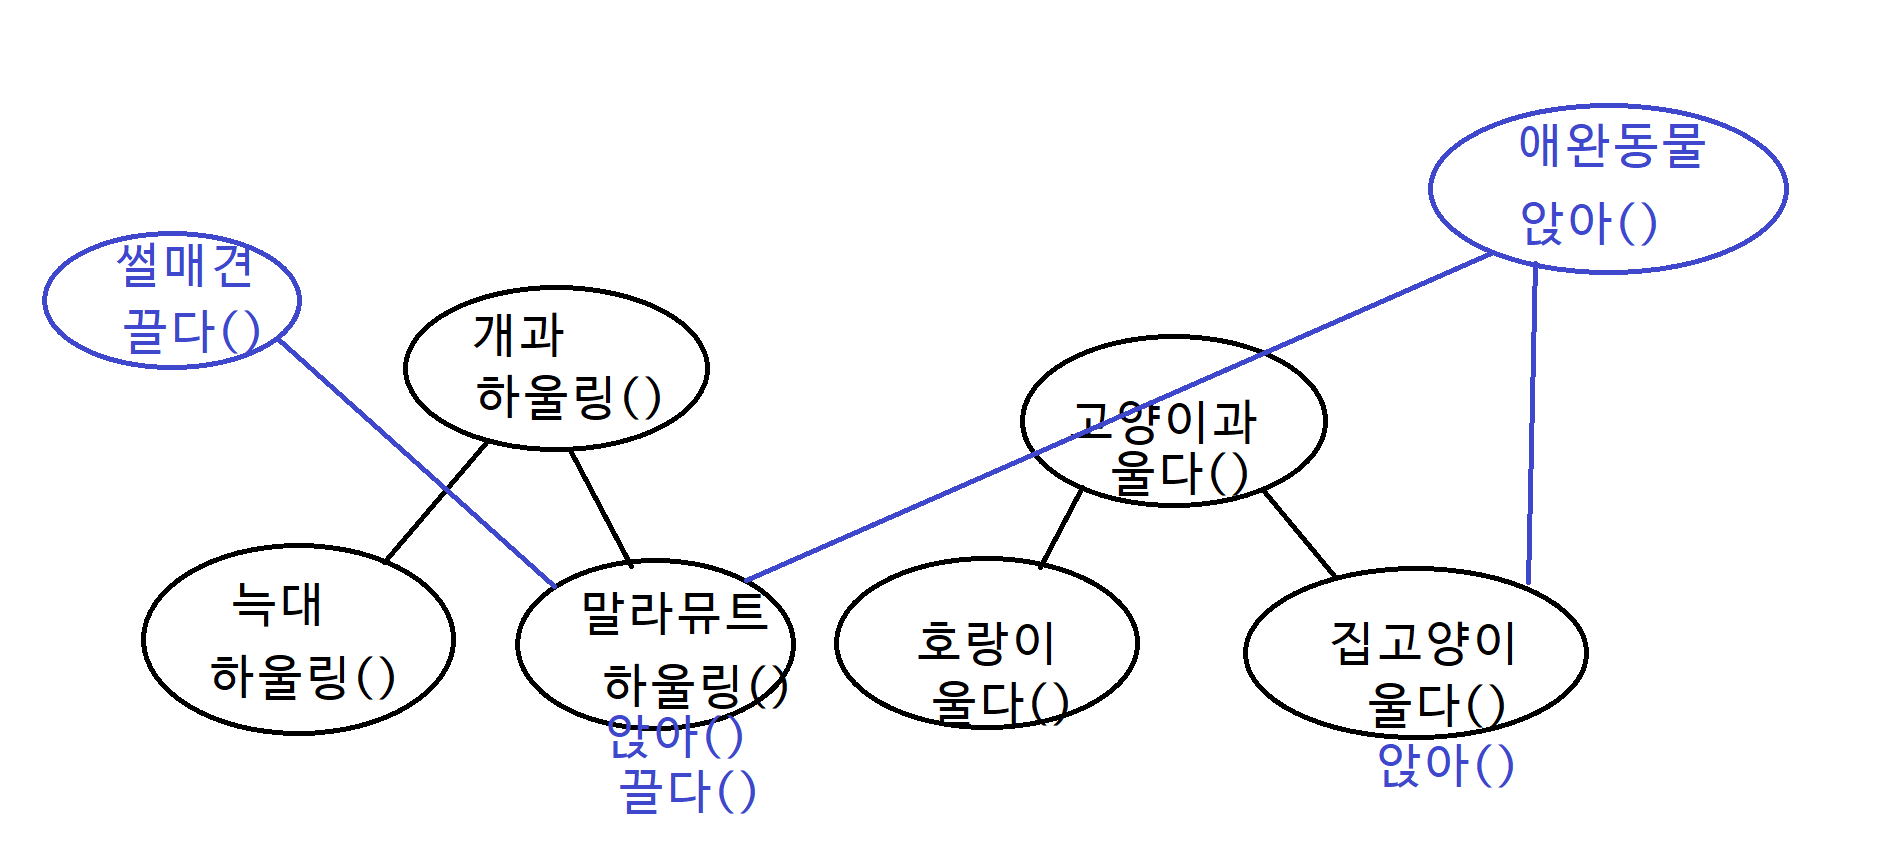 애완동물
앉아()
썰매견
끌다()
개과
하울링()
고양이과
울다()
늑대
하울링()
말라뮤트
하울링()
앉아()
끌다()
호랑이
울다()
집고양이
울다()
앉아()